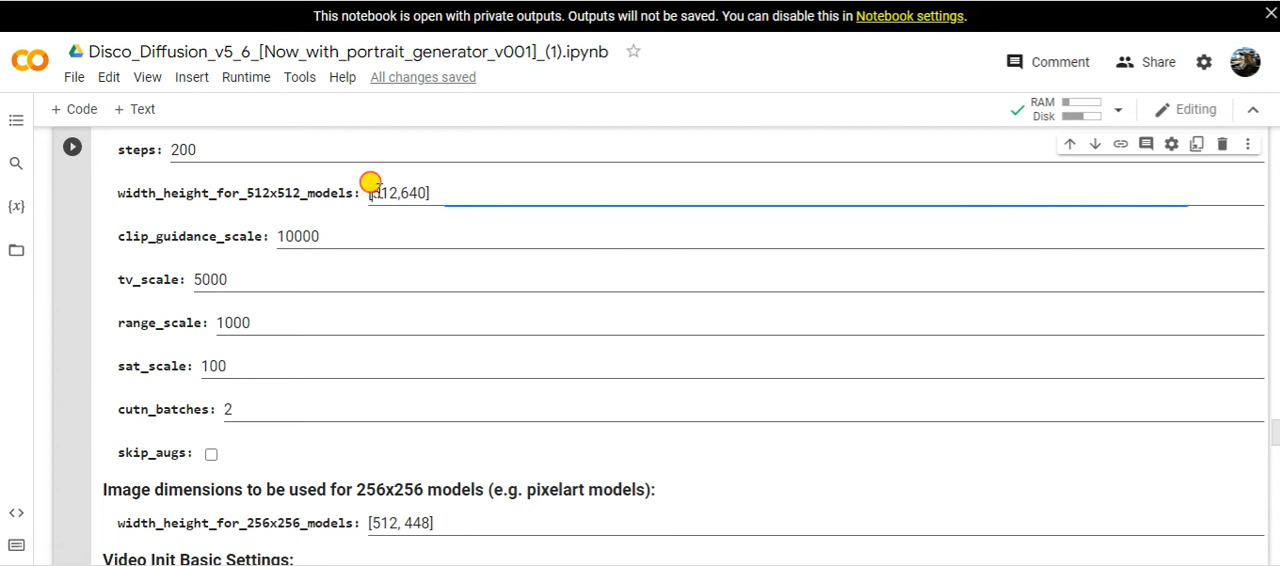 This notebook is open with private outputs. Outputs will not be saved. You can disable this in Notebook settings.
Disco_Diffusion_v5_6_[Now_with_portrait_generator_v001]_(1).ipynb
File Edit View Insert Runtime Tools Help All changes saved
Comment Share
+ Code + Text
RAM
Disk
Editing
steps: 200
width_height_for_512x512_models: [512,640]
clip_guidance_scale: 10000
tv_scale: 5000
range_scale: 1000
sat_scale: 100
cutn_batches: 2
skip_augs:
Image dimensions to be used for 256x256 models (e.g. pixelart models):
width_height_for_256x256_models: [512, 448]
Video Init Basic Settings: